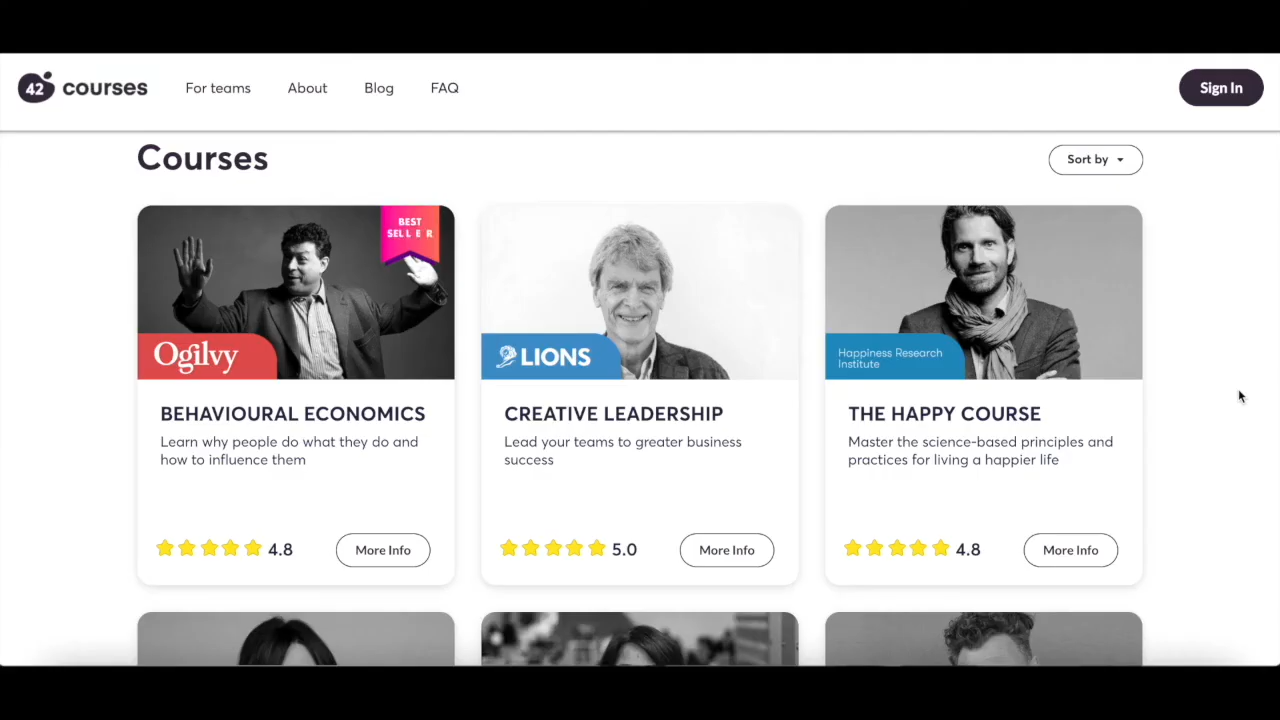 42 courses
For teams
About
Blog
FAQ
Sign In
Courses
Sort by
BEST
SELLER
Ogilvy
LIONS
Happiness Research
Institute
BEHAVIOURAL ECONOMICS
Learn why people do what they do and
how to influence them
4.8
More Info
CREATIVE LEADERSHIP
Lead your teams to greater business
success
5.0
More Info
THE HAPPY COURSE
Master the science-based principles and
practices for living a happier life
4.8
More Info